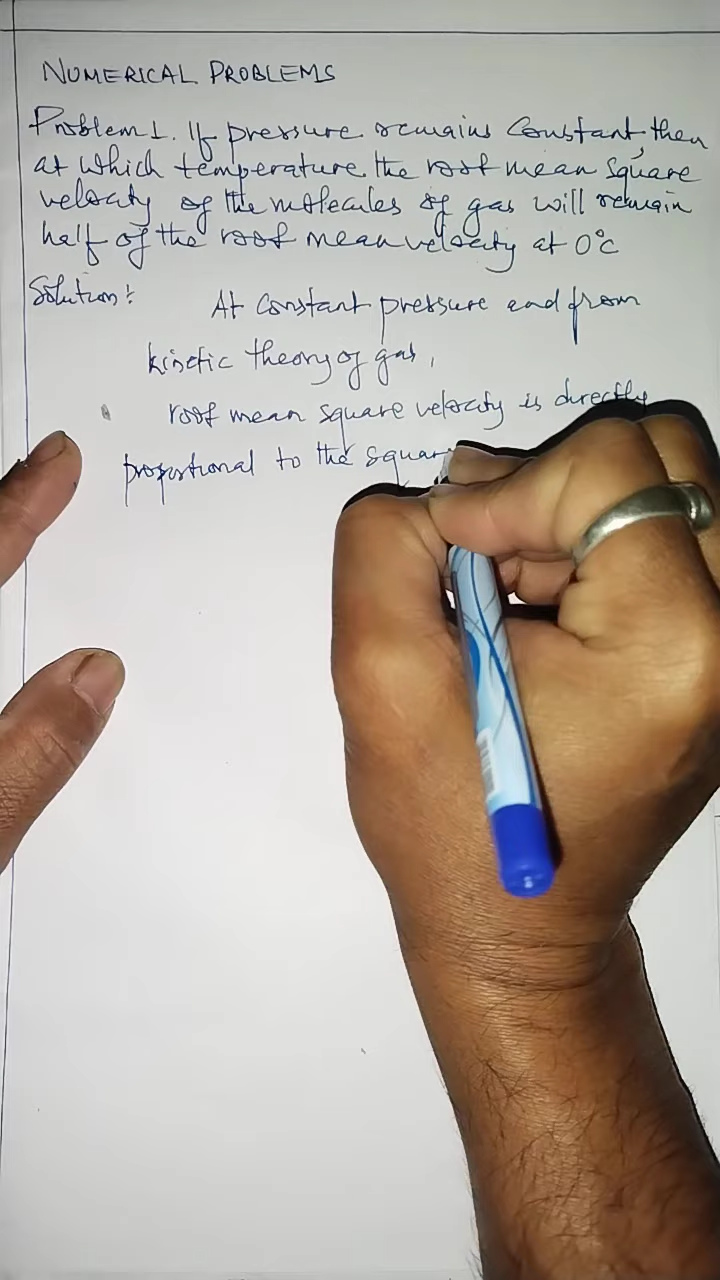 NUMERICAL PROBLEMS
Problem 1. If pressure remains constant, then
at which temperature the root mean square
velocity of the molecules of gas will remain
half of the root mean velocity at 0°C
Solution:
At constant pressure and from
kinetic theory of gas,
root mean square velocity is directly
proportional to the squar